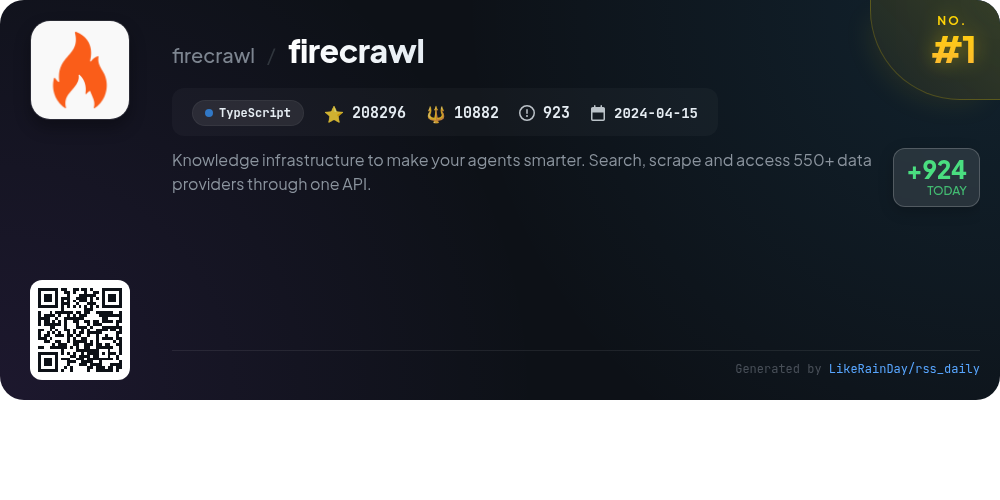 NO.
#1
firecrawl / firecrawl
TypeScript 208296 10882 923 2024-04-15
Knowledge infrastructure to make your agents smarter. Search, scrape and access 550+ data
providers through one API.
+924
TODAY
Generated by LikeRainDay/rss_daily